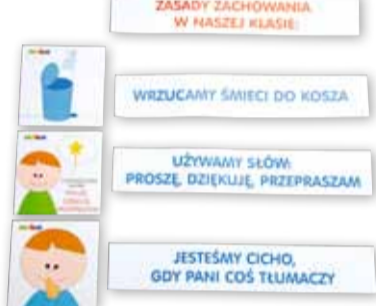 ZASADY ZACHOWANIA
W NASZEJ KLASIE:
WRZUCAMY ŚMIECI DO KOSZA
UŻYWAMY SŁÓW:
PROSZĘ, DZIĘKUJĘ, PRZEPRASZAM
JESTEŚMY CICHO,
GDY PANI COŚ TŁUMACZY